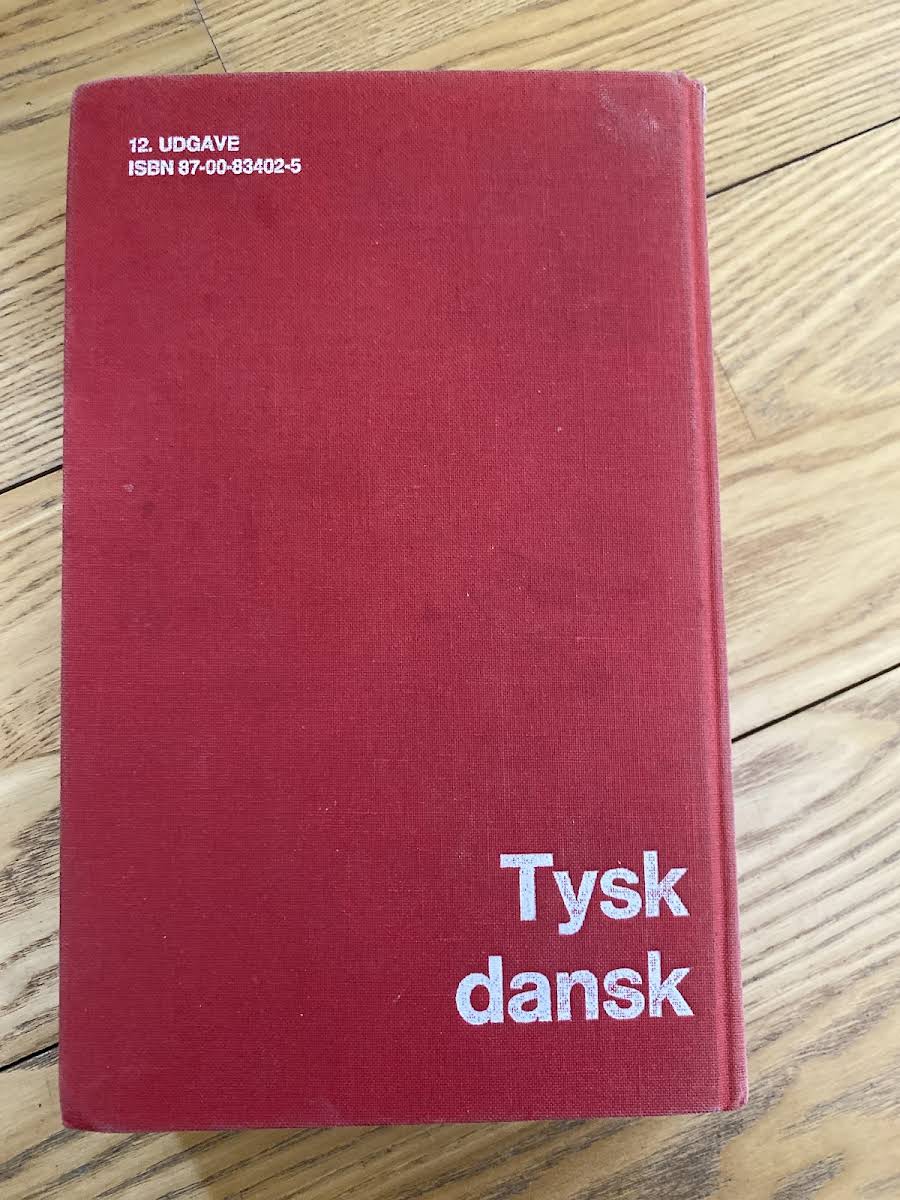 12. UDGAVE
ISBN 87-00-83402-5
Tysk
dansk